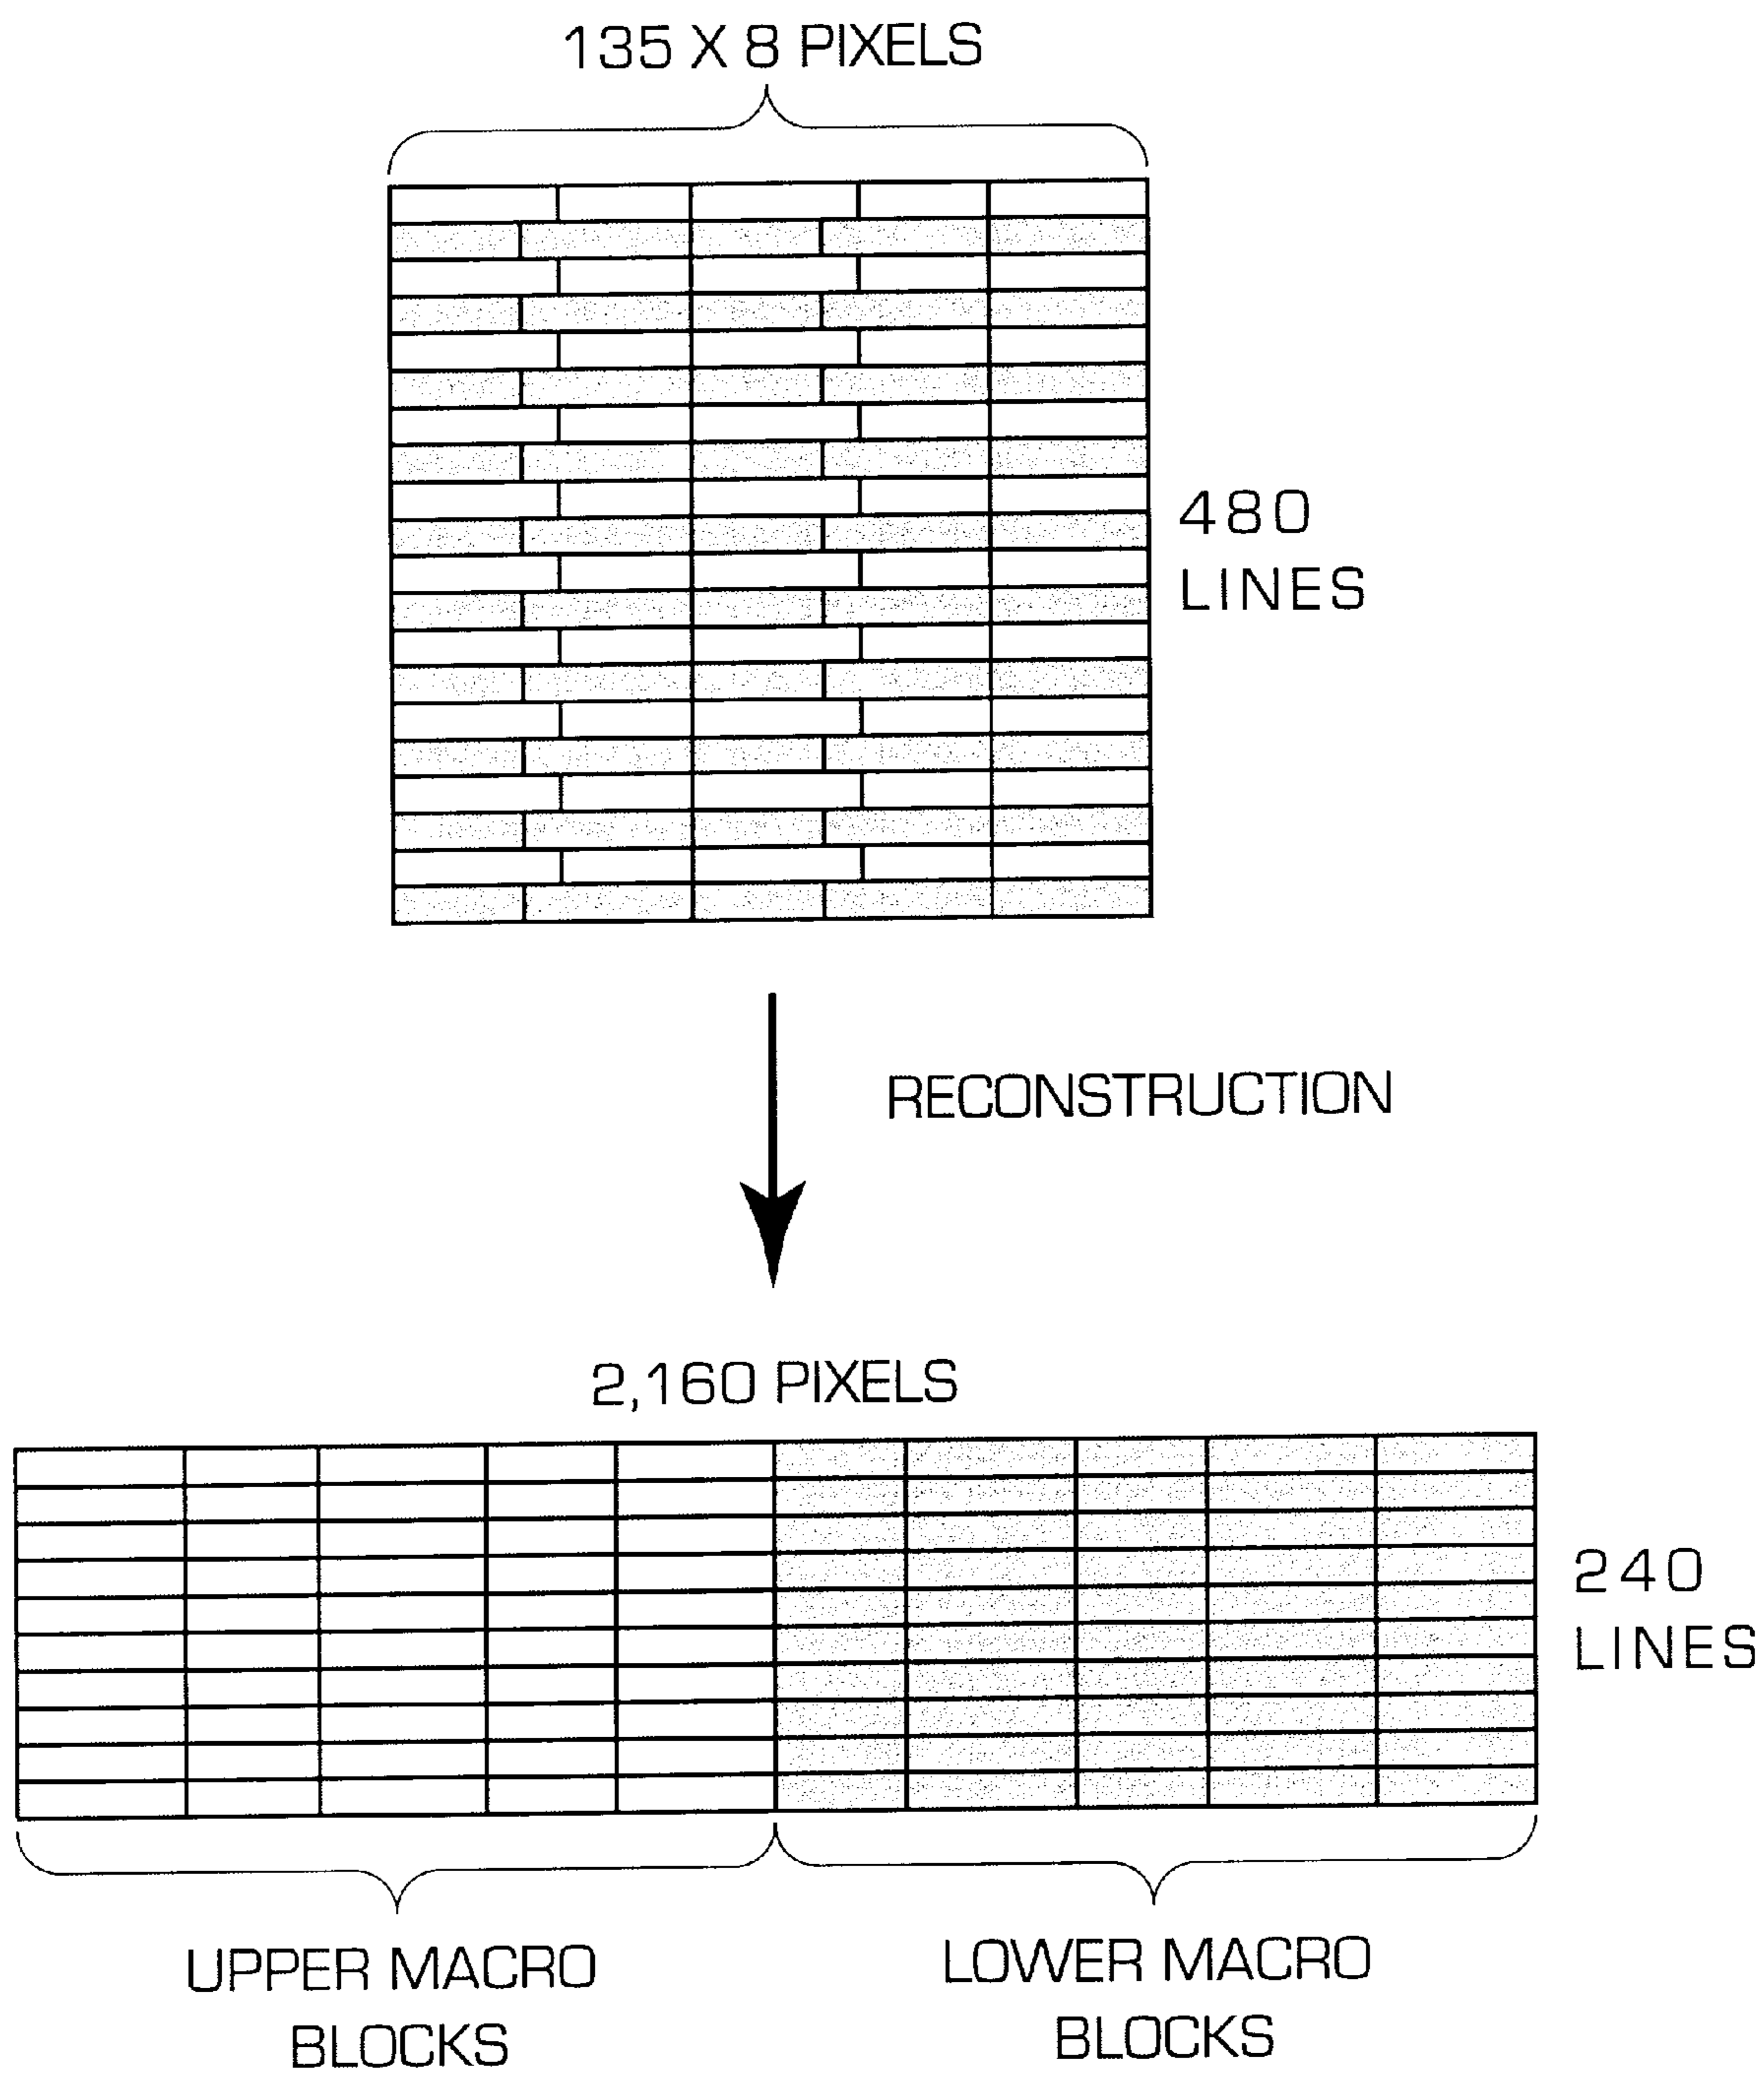 135 X 8 PIXELS
480
LINES
RECONSTRUCTION
2,160 PIXELS
240
LINES
UPPER MACRO
BLOCKS
LOWER MACRO
BLOCKS